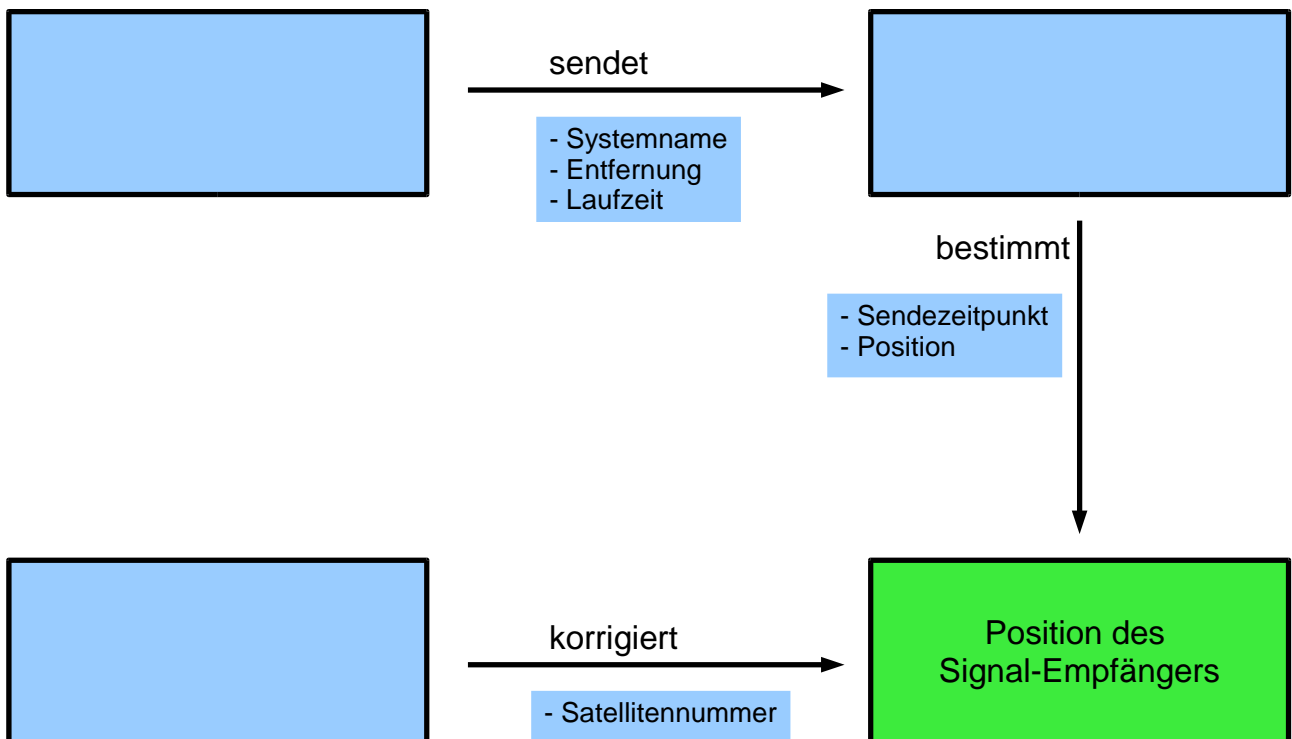 sendet
- Systemname
- Entfernung
- Laufzeit
bestimmt
- Sendezeitpunkt
- Position
korrigiert
- Satellitennummer
Position des
Signal-Empfängers